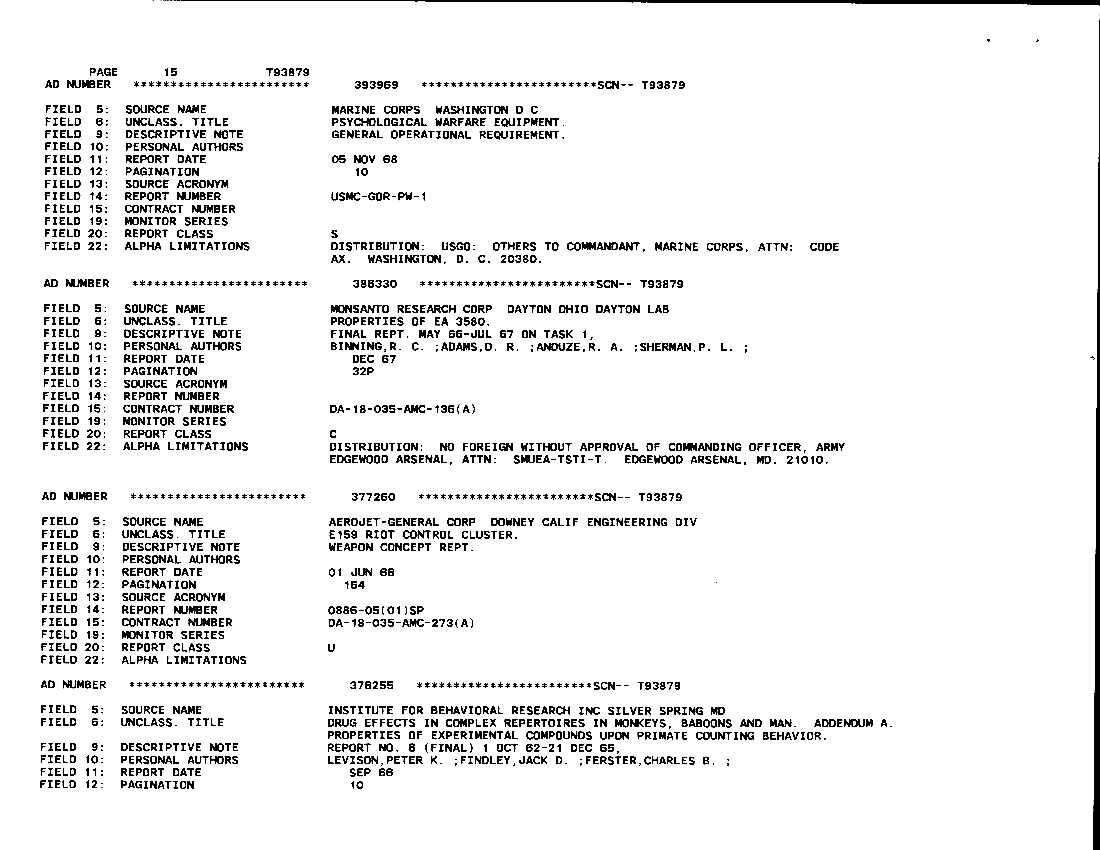 PAGE 15 T93879
AD NUMBER ************************ 393969 ************************SCN-- T93879
FIELD 5: SOURCE NAME MARINE CORPS WASHINGTON D C
FIELD 6: UNCLASS. TITLE PSYCHOLOGICAL WARFARE EQUIPMENT.
FIELD 9: DESCRIPTIVE NOTE GENERAL OPERATIONAL REQUIREMENT.
FIELD 10: PERSONAL AUTHORS
FIELD 11: REPORT DATE 05 NOV 68
FIELD 12: PAGINATION 10
FIELD 13: SOURCE ACRONYM
FIELD 14: REPORT NUMBER USMC-GOR-PW-1
FIELD 15: CONTRACT NUMBER
FIELD 19: MONITOR SERIES
FIELD 20: REPORT CLASS S
FIELD 22: ALPHA LIMITATIONS DISTRIBUTION: USGO: OTHERS TO COMMANDANT, MARINE CORPS, ATTN: CODE
AX. WASHINGTON, D. C. 20380.
AD NUMBER ************************ 386330 ************************SCN-- T93879
FIELD 5: SOURCE NAME MONSANTO RESEARCH CORP DAYTON OHIO DAYTON LAB
FIELD 6: UNCLASS. TITLE PROPERTIES OF EA 3580.
FIELD 9: DESCRIPTIVE NOTE FINAL REPT. MAY 66-JUL 67 ON TASK 1,
FIELD 10: PERSONAL AUTHORS BINNING,R. C. ;ADAMS,D. R. ;ANDUZE,R. A. ;SHERMAN,P. L. ;
FIELD 11: REPORT DATE DEC 67
FIELD 12: PAGINATION 32P
FIELD 13: SOURCE ACRONYM
FIELD 14: REPORT NUMBER
FIELD 15: CONTRACT NUMBER DA-18-035-AMC-136(A)
FIELD 19: MONITOR SERIES
FIELD 20: REPORT CLASS C
FIELD 22: ALPHA LIMITATIONS DISTRIBUTION: NO FOREIGN WITHOUT APPROVAL OF COMMANDING OFFICER, ARMY
EDGEWOOD ARSENAL, ATTN: SMUEA-TSTI-T. EDGEWOOD ARSENAL, MD. 21010.
AD NUMBER ************************ 377260 ************************SCN-- T93879
FIELD 5: SOURCE NAME AEROJET-GENERAL CORP DOWNEY CALIF ENGINEERING DIV
FIELD 6: UNCLASS. TITLE E159 RIOT CONTROL CLUSTER.
FIELD 9: DESCRIPTIVE NOTE WEAPON CONCEPT REPT.
FIELD 10: PERSONAL AUTHORS
FIELD 11: REPORT DATE 01 JUN 66
FIELD 12: PAGINATION 164
FIELD 13: SOURCE ACRONYM
FIELD 14: REPORT NUMBER 0886-05(01)SP
FIELD 15: CONTRACT NUMBER DA-18-035-AMC-273(A)
FIELD 19: MONITOR SERIES
FIELD 20: REPORT CLASS U
FIELD 22: ALPHA LIMITATIONS
AD NUMBER ************************ 376255 ************************SCN-- T93879
FIELD 5: SOURCE NAME INSTITUTE FOR BEHAVIORAL RESEARCH INC SILVER SPRING MD
FIELD 6: UNCLASS. TITLE DRUG EFFECTS IN COMPLEX REPERTOIRES IN MONKEYS, BABOONS AND MAN. ADDENDUM A.
PROPERTIES OF EXPERIMENTAL COMPOUNDS UPON PRIMATE COUNTING BEHAVIOR.
FIELD 9: DESCRIPTIVE NOTE REPORT NO. 6 (FINAL) 1 OCT 62-21 DEC 65,
FIELD 10: PERSONAL AUTHORS LEVISON,PETER K. ;FINDLEY,JACK D. ;FERSTER,CHARLES B. ;
FIELD 11: REPORT DATE SEP 66
FIELD 12: PAGINATION 10